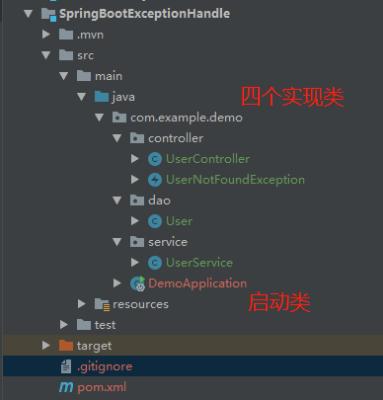 SpringBootExceptionHandle
.mvn
src
main
java
四个实现类
com.example.demo
controller
UserController
UserNotFoundException
dao
User
service
UserService
DemoApplication
启动类
resources
test
target
.gitignore
pom.xml